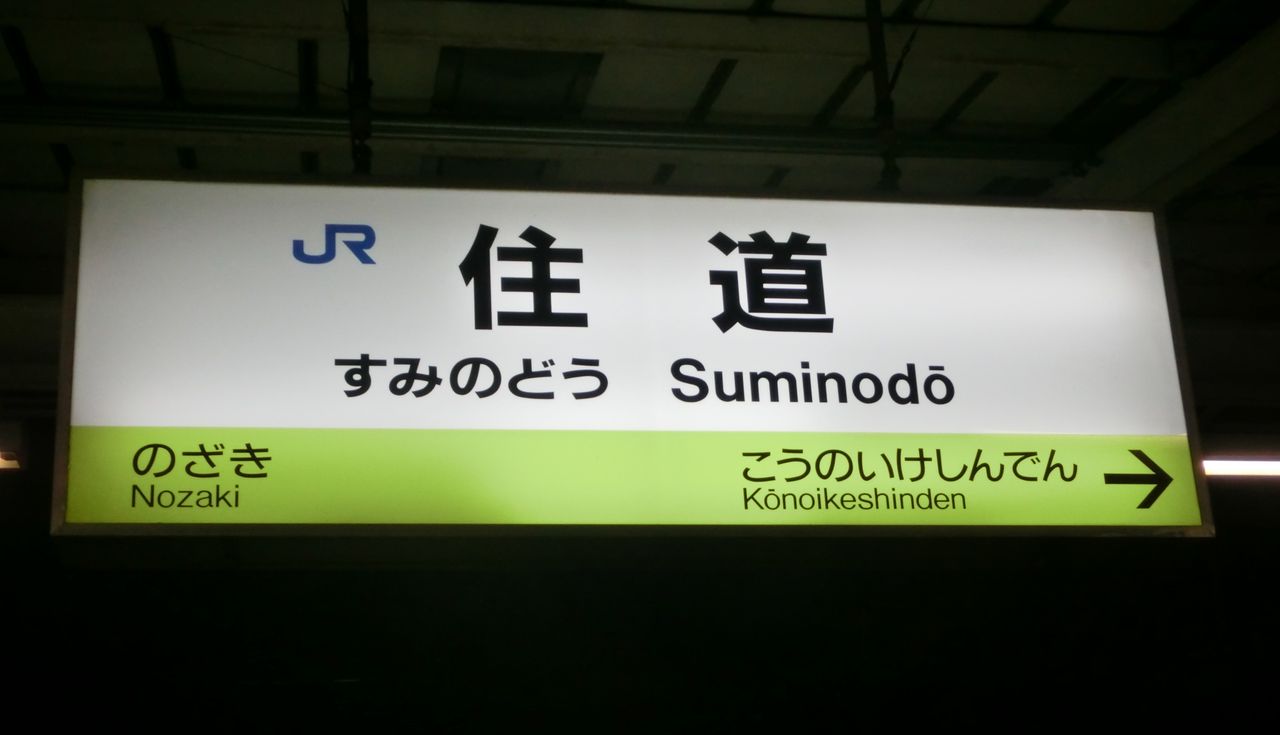 JR 住道
すみのどう Suminodō
のざき こうのいけしんでん →
Nozaki Kōnoikeshinden